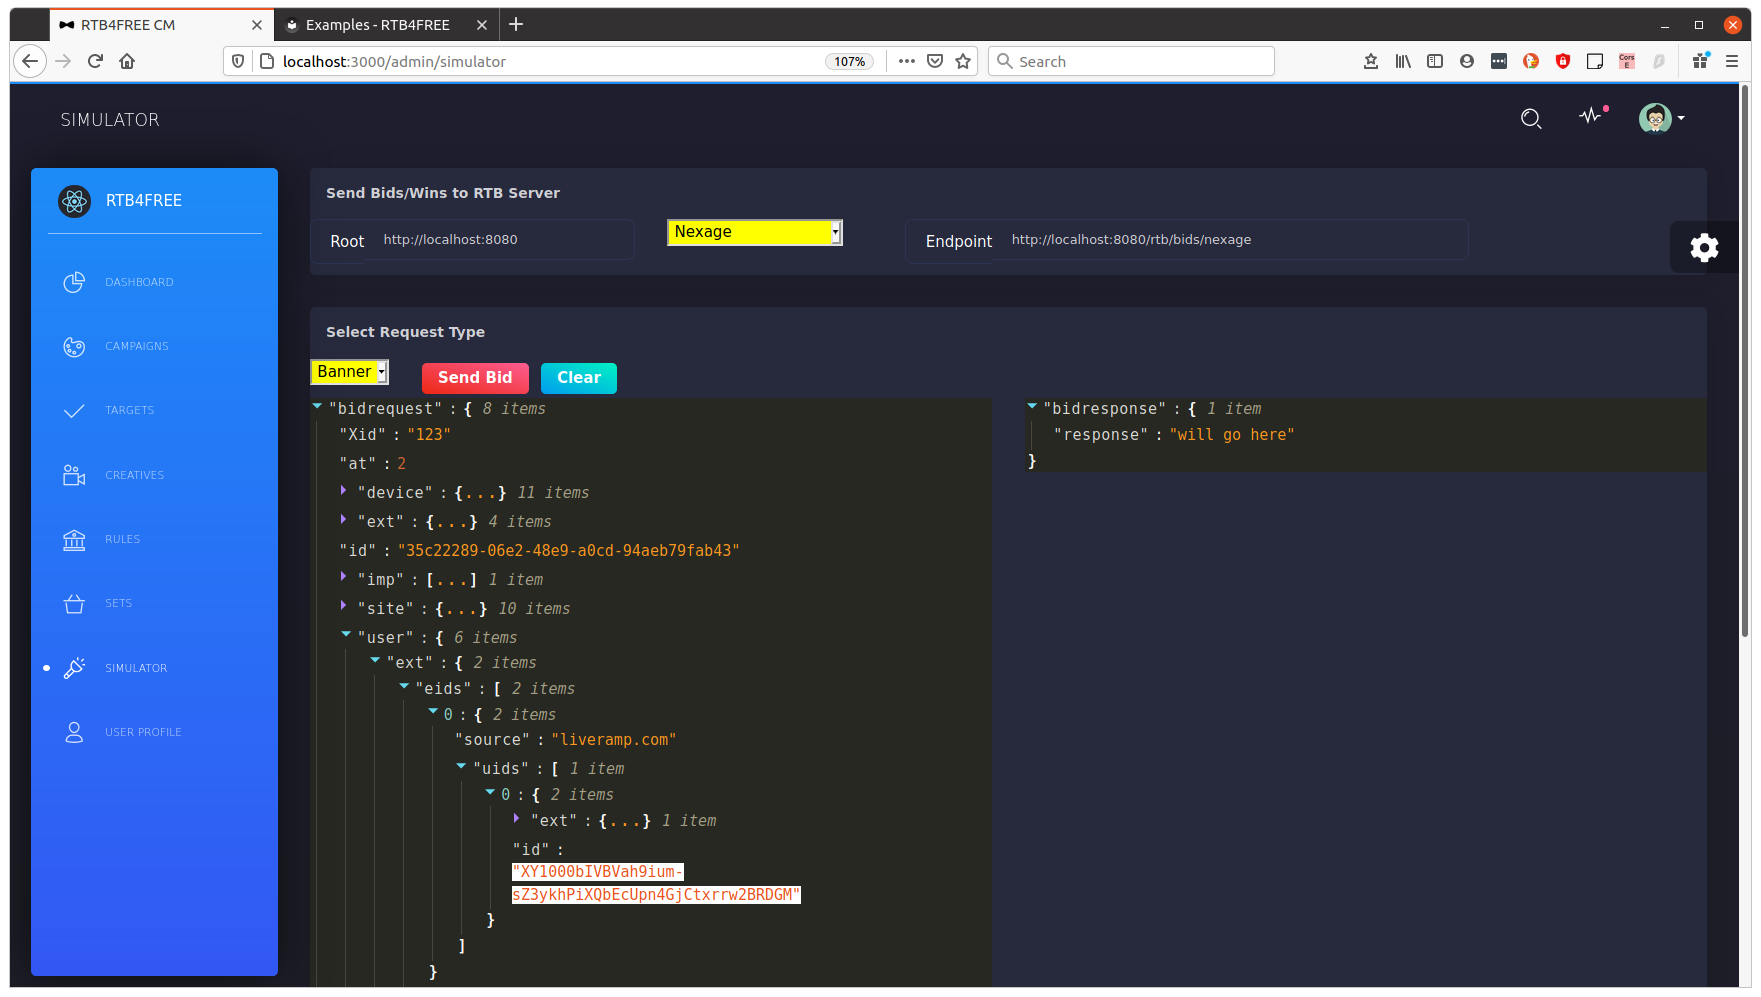 RTB4FREE CM
Examples - RTB4FREE
localhost:3000/admin/simulator
107%
Search
Cors
E
SIMULATOR
RTB4FREE
DASHBOARD
CAMPAIGNS
TARGETS
CREATIVES
RULES
SETS
SIMULATOR
USER PROFILE
Send Bids/Wins to RTB Server
Root http://localhost:8080
Nexage
Endpoint http://localhost:8080/rtb/bids/nexage
Select Request Type
Banner
Send Bid
Clear
"bidrequest" : { 8 items
"Xid" : "123"
"at" : 2
"device" : {...} 11 items
"ext" : {...} 4 items
"id" : "35c22289-06e2-48e9-a0cd-94aeb79fab43"
"imp" : [...] 1 item
"site" : {...} 10 items
"user" : { 6 items
"ext" : { 2 items
"eids" : [ 2 items
0 : { 2 items
"source" : "liveramp.com"
"uids" : [ 1 item
0 : { 2 items
"ext" : {...} 1 item
"id" :
"XY1000bIVBVah9ium-
sZ3ykhPiXQbEcUpn4GjCtxrrw2BRDGM"
}
]
}
"bidresponse" : { 1 item
"response" : "will go here"
}